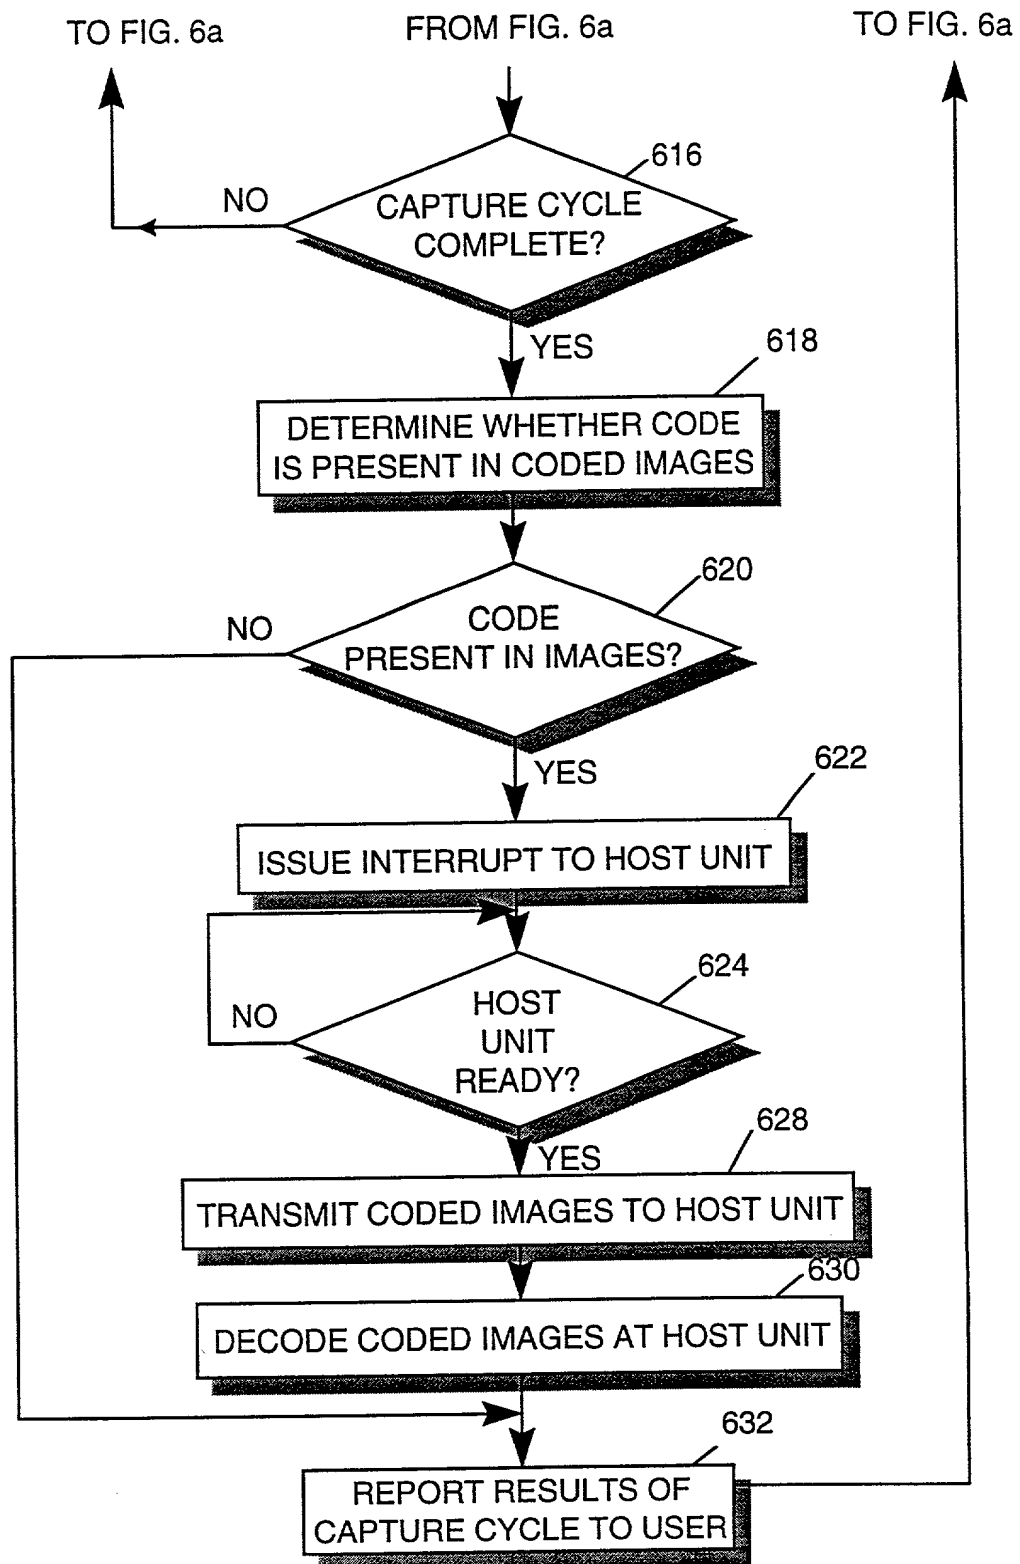 TO FIG. 6a
FROM FIG. 6a
TO FIG. 6a
616
CAPTURE CYCLE
COMPLETE?
NO
YES
618
DETERMINE WHETHER CODE
IS PRESENT IN CODED IMAGES
620
CODE
PRESENT IN IMAGES?
NO
YES
622
ISSUE INTERRUPT TO HOST UNIT
624
HOST
UNIT
READY?
NO
YES
628
TRANSMIT CODED IMAGES TO HOST UNIT
630
DECODE CODED IMAGES AT HOST UNIT
632
REPORT RESULTS OF
CAPTURE CYCLE TO USER